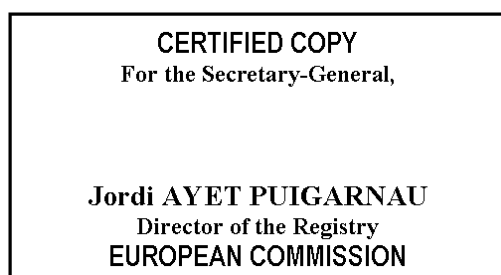 CERTIFIED COPY
For the Secretary-General,
Jordi AYET PUIGARNAU
Director of the Registry
EUROPEAN COMMISSION